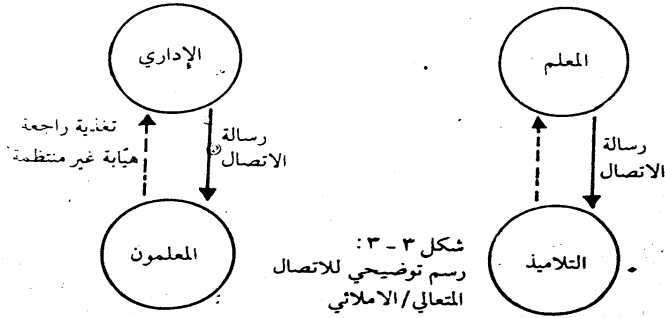 المعلم
رسالة
الاتصال
التلاميذ
الإداري
رسالة
الاتصال
تغذية راجعة
هيّابة غير منتظمة
المعلمون
شكل ٣ - ٣ :
رسم توضيحي للاتصال
المتعالي/الاملائي